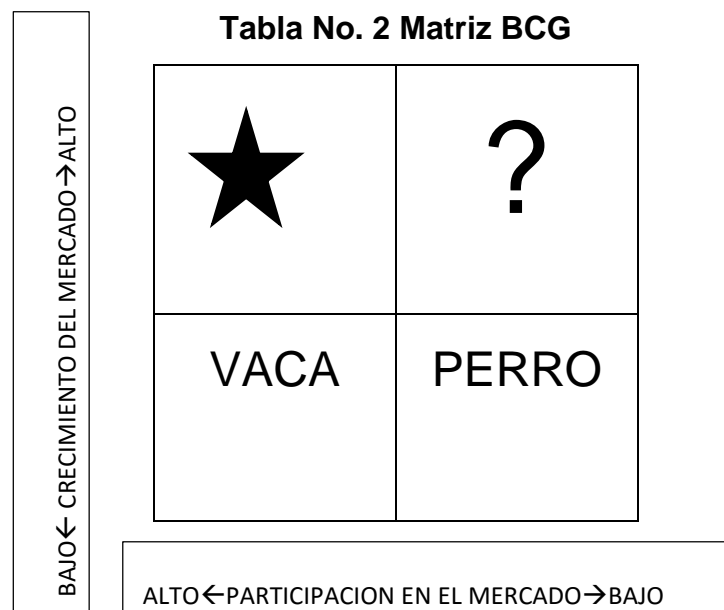 Tabla No. 2 Matriz BCG
BAJO← CRECIMIENTO DEL MERCADO→ALTO
?
VACA
PERRO
ALTO←PARTICIPACION EN EL MERCADO→BAJO